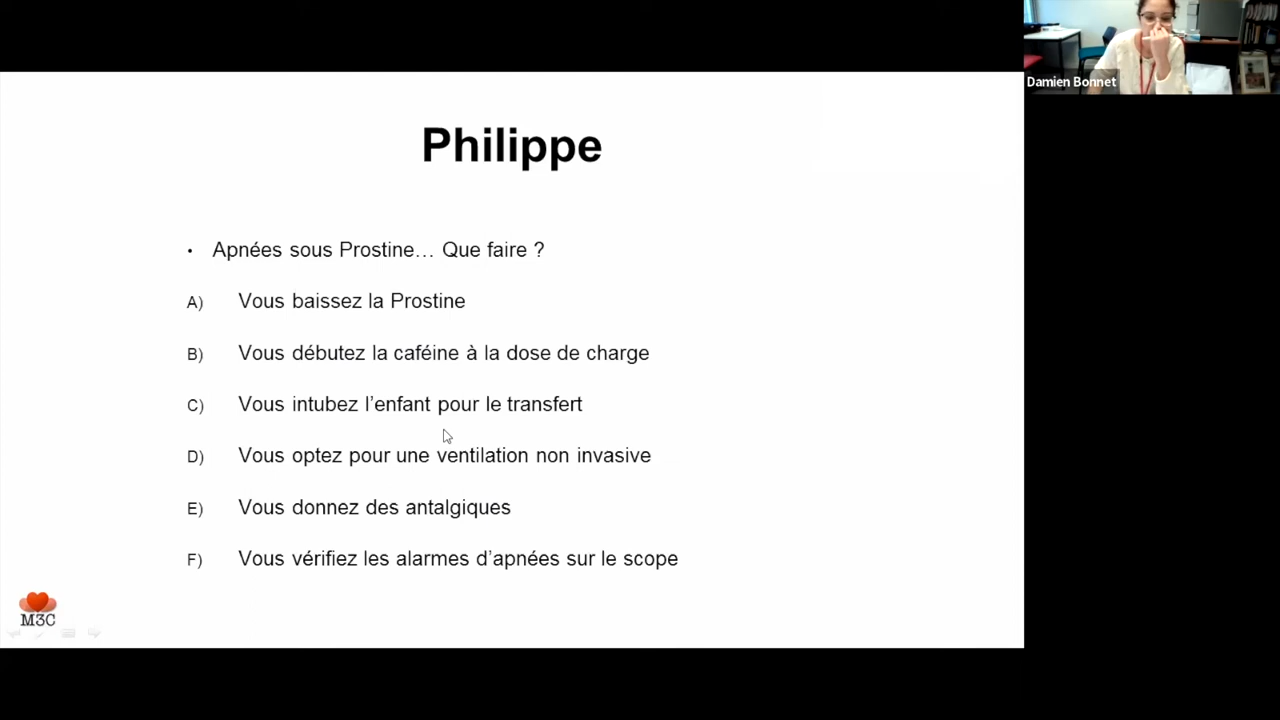 Damien Bonnet
Philippe
• Apnées sous Prostine… Que faire ?
A) Vous baissez la Prostine
B) Vous débutez la caféine à la dose de charge
C) Vous intubez l’enfant pour le transfert
D) Vous optez pour une ventilation non invasive
E) Vous donnez des antalgiques
F) Vous vérifiez les alarmes d’apnées sur le scope
M3C